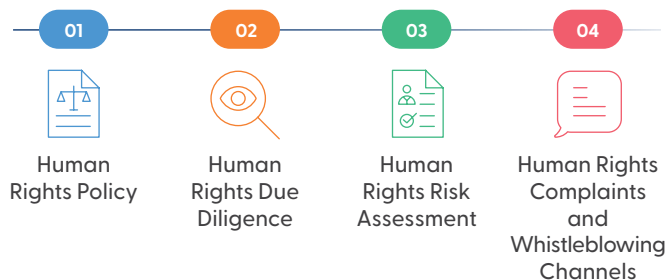 01
02
03
04
Human
Rights Policy
Human
Rights Due
Diligence
Human
Rights Risk
Assessment
Human Rights
Complaints
and
Whistleblowing
Channels